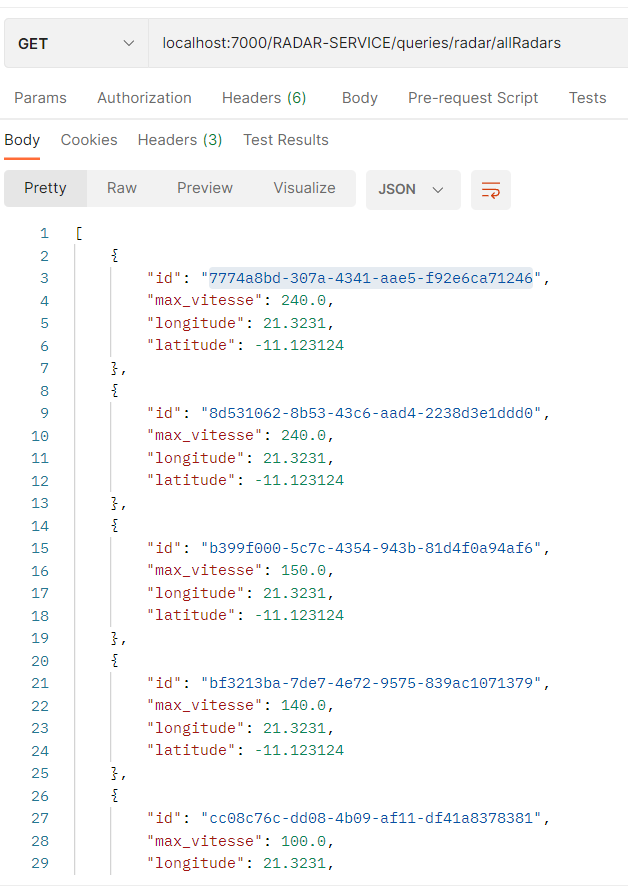 GET localhost:7000/RADAR-SERVICE/queries/radar/allRadars
Params Authorization Headers (6) Body Pre-request Script Tests
Body Cookies Headers (3) Test Results
Pretty Raw Preview Visualize JSON
1 [
2 {
3 "id": "7774a8bd-307a-4341-aae5-f92e6ca71246",
4 "max_vitesse": 240.0,
5 "longitude": 21.3231,
6 "latitude": -11.123124
7 },
8 {
9 "id": "8d531062-8b53-43c6-aad4-2238d3e1ddd0",
10 "max_vitesse": 240.0,
11 "longitude": 21.3231,
12 "latitude": -11.123124
13 },
14 {
15 "id": "b399f000-5c7c-4354-943b-81d4f0a94af6",
16 "max_vitesse": 150.0,
17 "longitude": 21.3231,
18 "latitude": -11.123124
19 },
20 {
21 "id": "bf3213ba-7de7-4e72-9575-839ac1071379",
22 "max_vitesse": 140.0,
23 "longitude": 21.3231,
24 "latitude": -11.123124
25 },
26 {
27 "id": "cc08c76c-dd08-4b09-af11-df41a8378381",
28 "max_vitesse": 100.0,
29 "longitude": 21.3231,